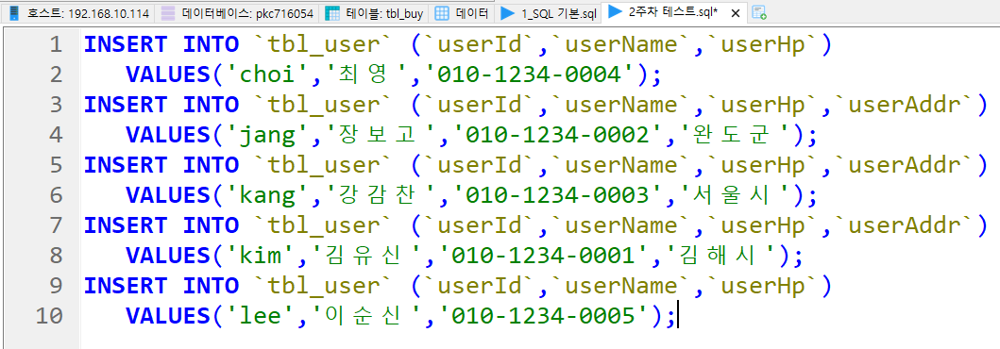 호스트: 192.168.10.114 데이터베이스: pkc716054 테이블: tbl_buy 데이터 1_SQL 기본.sql 2주차 테스트.sql*
1 INSERT INTO `tbl_user` (`userId`,`userName`,`userHp`)
2 VALUES('choi','최영','010-1234-0004');
3 INSERT INTO `tbl_user` (`userId`,`userName`,`userHp`,`userAddr`)
4 VALUES('jang','장보고','010-1234-0002','완도군');
5 INSERT INTO `tbl_user` (`userId`,`userName`,`userHp`,`userAddr`)
6 VALUES('kang','강감찬','010-1234-0003','서울시');
7 INSERT INTO `tbl_user` (`userId`,`userName`,`userHp`,`userAddr`)
8 VALUES('kim','김유신','010-1234-0001','김해시');
9 INSERT INTO `tbl_user` (`userId`,`userName`,`userHp`)
10 VALUES('lee','이순신','010-1234-0005');